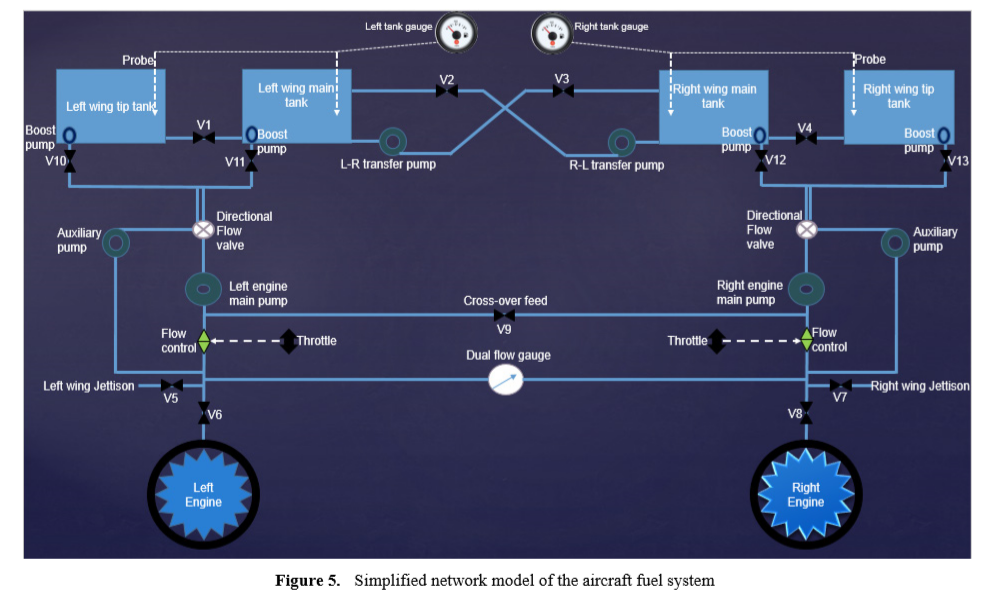 Left tank gauge
Right tank gauge
Probe
Probe
Left wing tip tank
Left wing main
tank
V2
V3
Right wing main
tank
Right wing tip
tank
Boost
pump
V1
Boost
pump
Boost
pump
V4
Boost
pump
V10
V11
L-R transfer pump
R-L transfer pump
V12
V13
Auxiliary
pump
Directional
Flow
valve
Directional
Flow
valve
Auxiliary
pump
Left engine
main pump
Right engine
main pump
Cross-over feed
V9
Flow
control
Throttle
Throttle
Flow
control
Dual flow gauge
Left wing Jettison
V5
V6
V7
Right wing Jettison
V8
Left
Engine
Right
Engine
Figure 5. Simplified network model of the aircraft fuel system